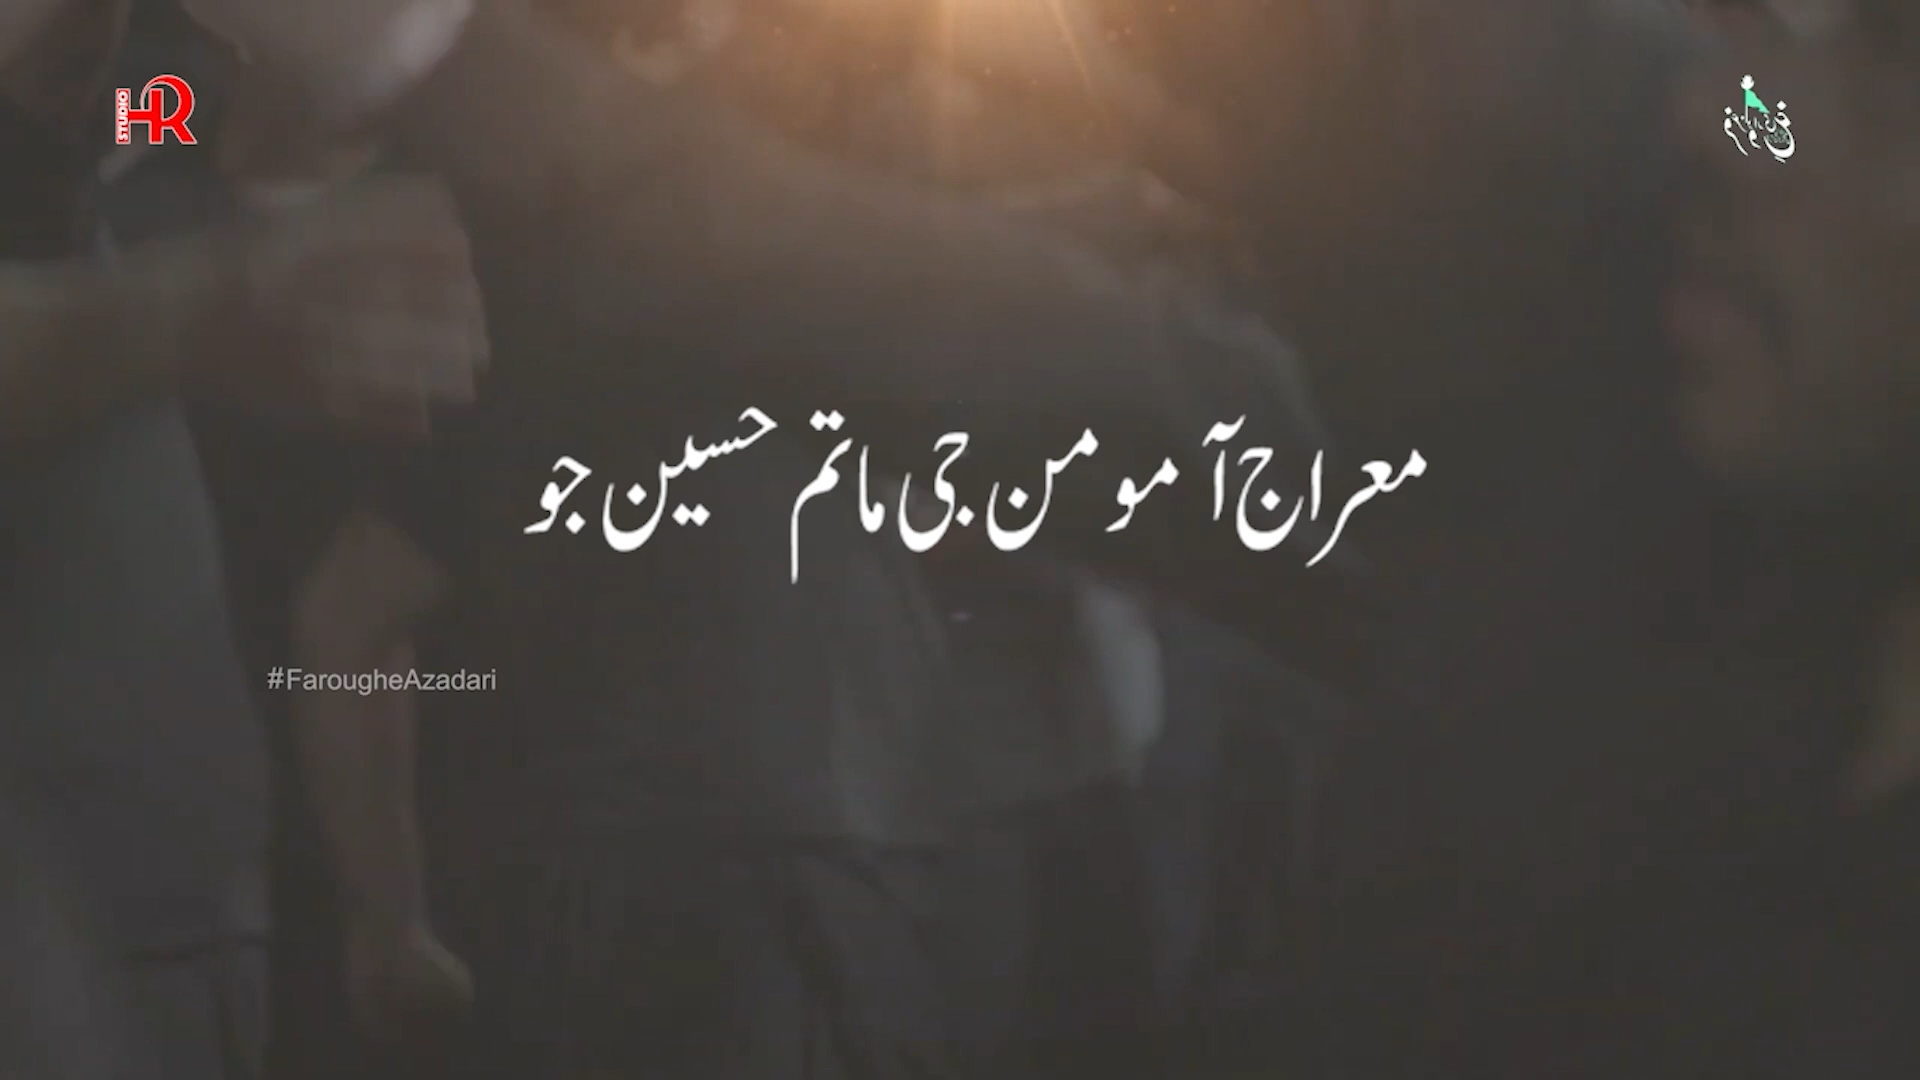 STUDIO HR
معراج آ مومن جی ماتم حسین جو
#FarougheAzadari